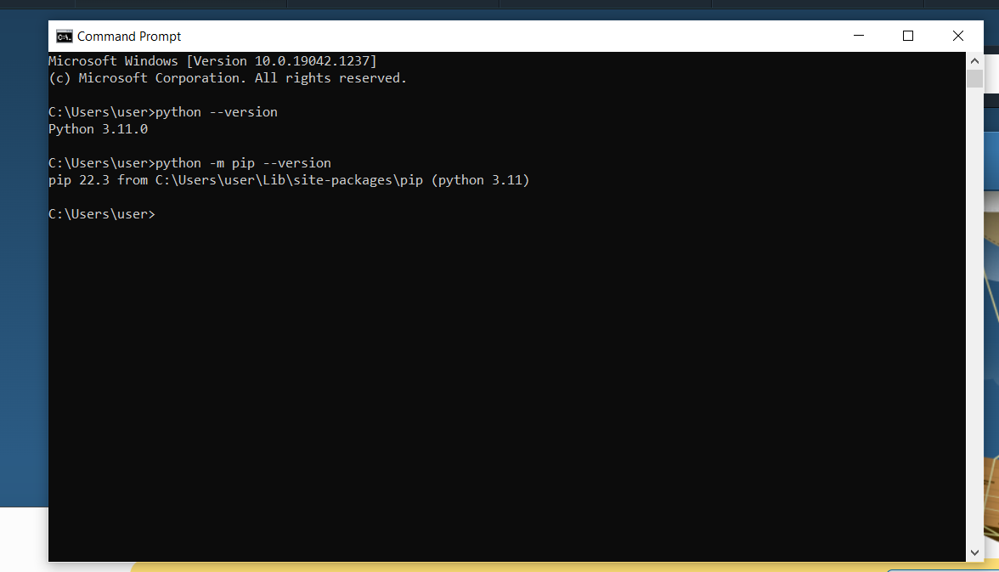 Command Prompt
Microsoft Windows [Version 10.0.19042.1237]
(c) Microsoft Corporation. All rights reserved.
C:\Users\user>python --version
Python 3.11.0
C:\Users\user>python -m pip --version
pip 22.3 from C:\Users\user\Lib\site-packages\pip (python 3.11)
C:\Users\user>